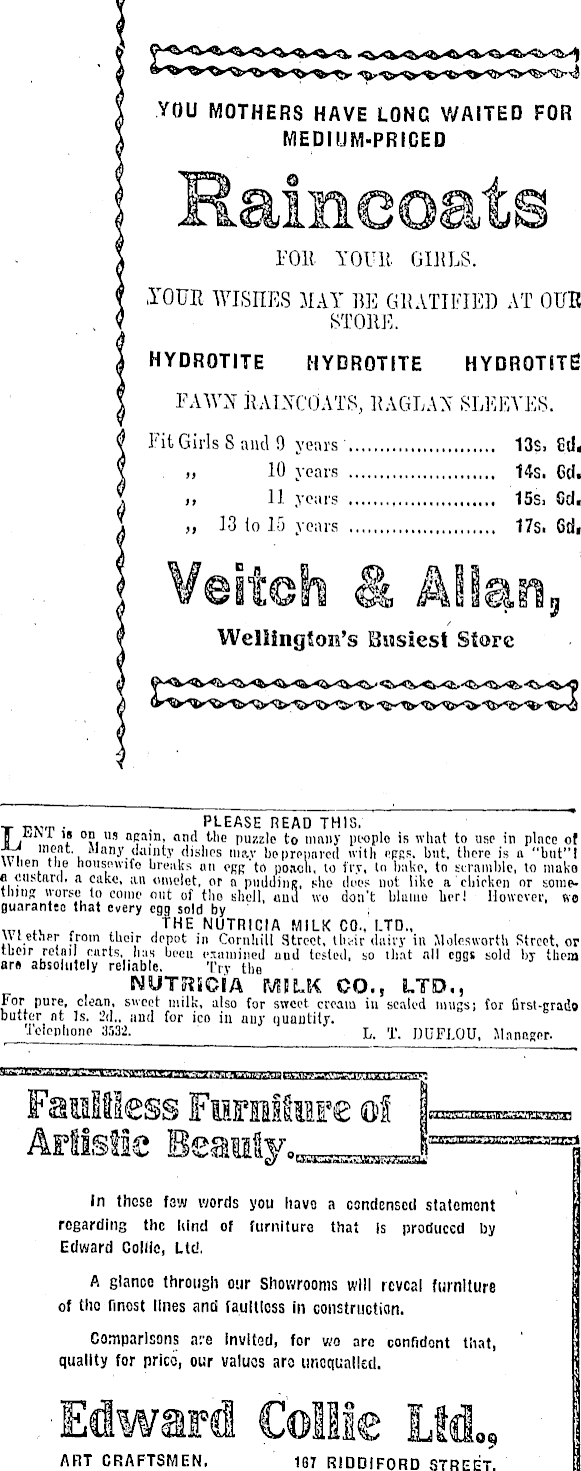 YOU MOTHERS HAVE LONG WAITED FOR
MEDIUM-PRICED
Raincoats
FOR YOUR GIRLS.
YOUR WISHES MAY BE GRATIFIED AT OUR
STORE.
HYDROTITE HYDROTITE HYDROTITE
FAWN RAINCOATS, RAGLAN SLEEVES.
Fit Girls 8 and 9 years ........................ 13s. 6d.
„ 10 years ........................ 14s. 6d.
„ 11 years ........................ 15s. 6d.
„ 13 to 15 years ........................ 17s. 6d.
Veitch & Allan,
Wellington's Busiest Store
PLEASE READ THIS.
LENT is on us again, and the puzzle to many people is what to use in place of
meat. Many dainty dishes may be prepared with eggs, but, there is a "but"!
When the housewife breaks an egg to poach, to fry, to bake, to scramble, to make
a custard, a cake, an omelet, or a pudding, she does not like a chicken or some-
thing worse to come out of the shell, and we don't blame her! However, we
guarantee that every egg sold by
THE NUTRICIA MILK CO., LTD.,
Whether from their depot in Cornhill Street, their dairy in Molesworth Street, or
their retail carts, has been examined and tested, so that all eggs sold by them
are absolutely reliable. Try the
NUTRICIA MILK CO., LTD.,
For pure, clean, sweet milk, also for sweet cream in sealed mugs; for first-grade
butter at 1s. 2d., and for ice in any quantity.
Telephone 3532. L. T. DUFLOU, Manager.
Faultless Furniture of
Artistic Beauty.
In these few words you have a condensed statement
regarding the kind of furniture that is produced by
Edward Collie, Ltd.
A glance through our Showrooms will reveal furniture
of the finest lines and faultless in construction.
Comparisons are invited, for we are confident that,
quality for price, our values are unequalled.
Edward Collie Ltd.,
ART CRAFTSMEN, 167 RIDDIFORD STREET.